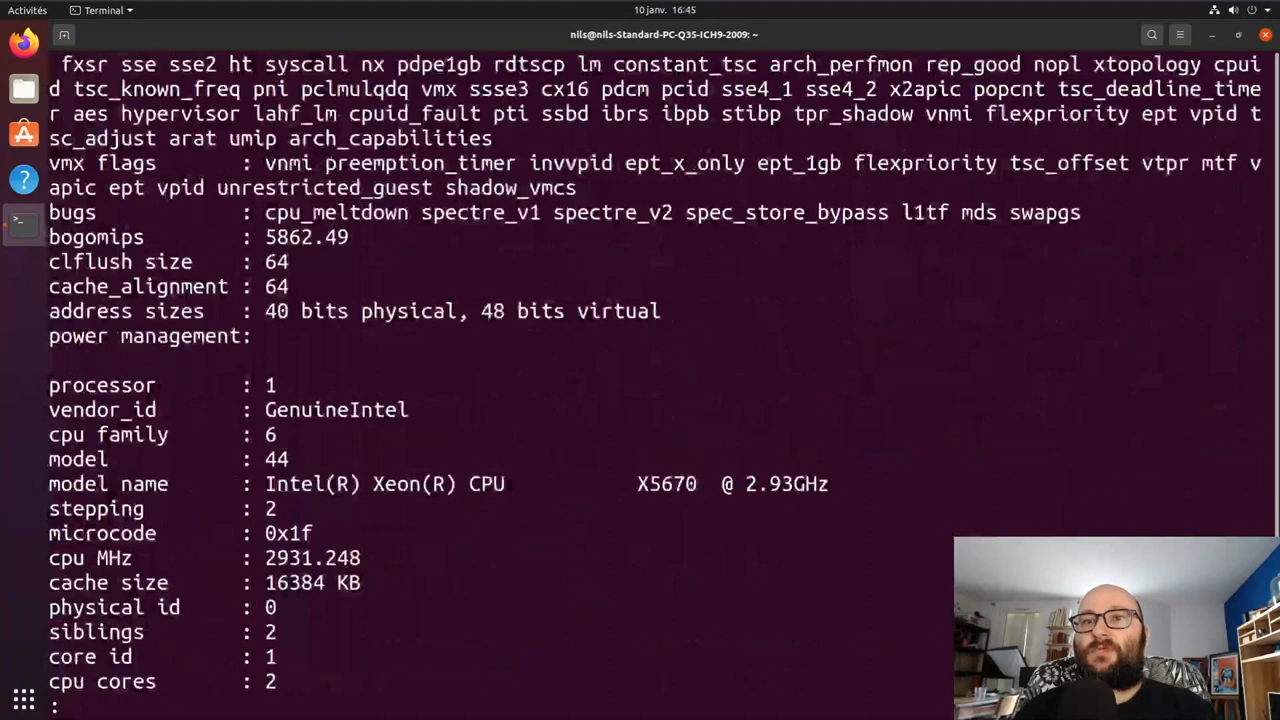 Activités
Terminal
10 janv. 16:45
nils@nils-Standard-PC-Q35-ICH9-2009: ~
fxsr sse sse2 ht syscall nx pdpe1gb rdtscp lm constant_tsc arch_perfmon rep_good nopl xtopology cpui
d tsc_known_freq pni pclmulqdq vmx ssse3 cx16 pdcm pcid sse4_1 sse4_2 x2apic popcnt tsc_deadline_time
r aes hypervisor lahf_lm cpuid_fault pti ssbd ibrs ibpb stibp tpr_shadow vnmi flexpriority ept vpid t
sc_adjust arat umip arch_capabilities
vmx flags : vnmi preemption_timer invvpid ept_x_only ept_1gb flexpriority tsc_offset vtpr mtf v
apic ept vpid unrestricted_guest shadow_vmcs
bugs : cpu_meltdown spectre_v1 spectre_v2 spec_store_bypass l1tf mds swapgs
bogomips : 5862.49
clflush size : 64
cache_alignment : 64
address sizes : 40 bits physical, 48 bits virtual
power management:
processor : 1
vendor_id : GenuineIntel
cpu family : 6
model : 44
model name : Intel(R) Xeon(R) CPU X5670 @ 2.93GHz
stepping : 2
microcode : 0x1f
cpu MHz : 2931.248
cache size : 16384 KB
physical id : 0
siblings : 2
core id : 1
cpu cores : 2
: